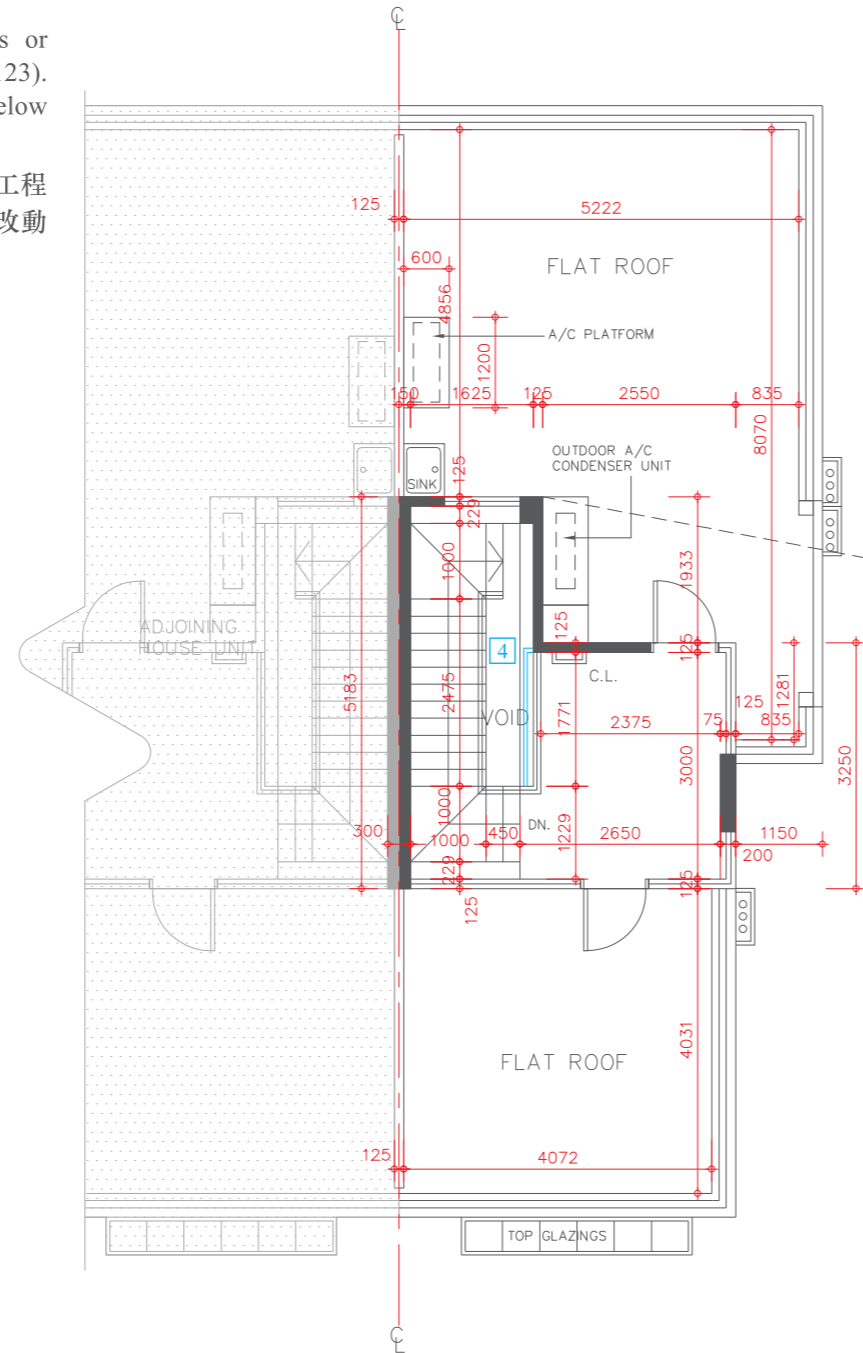 s or
123).
elow
工程
改動
℄
125
5222
600
FLAT ROOF
4856
A/C PLATFORM
1200
150
1625
125
2550
835
8070
OUTDOOR A/C
CONDENSER UNIT
125
SINK
229
1000
1933
ADJOINING
HOUSE UNIT
125
4
125
C.L.
5183
2475
VOID
1771
2375
75
125
835
1281
3000
3250
1000
DN.
300
1000
450
1229
2650
200
1150
229
125
125
4031
FLAT ROOF
125
4072
TOP GLAZINGS
℄